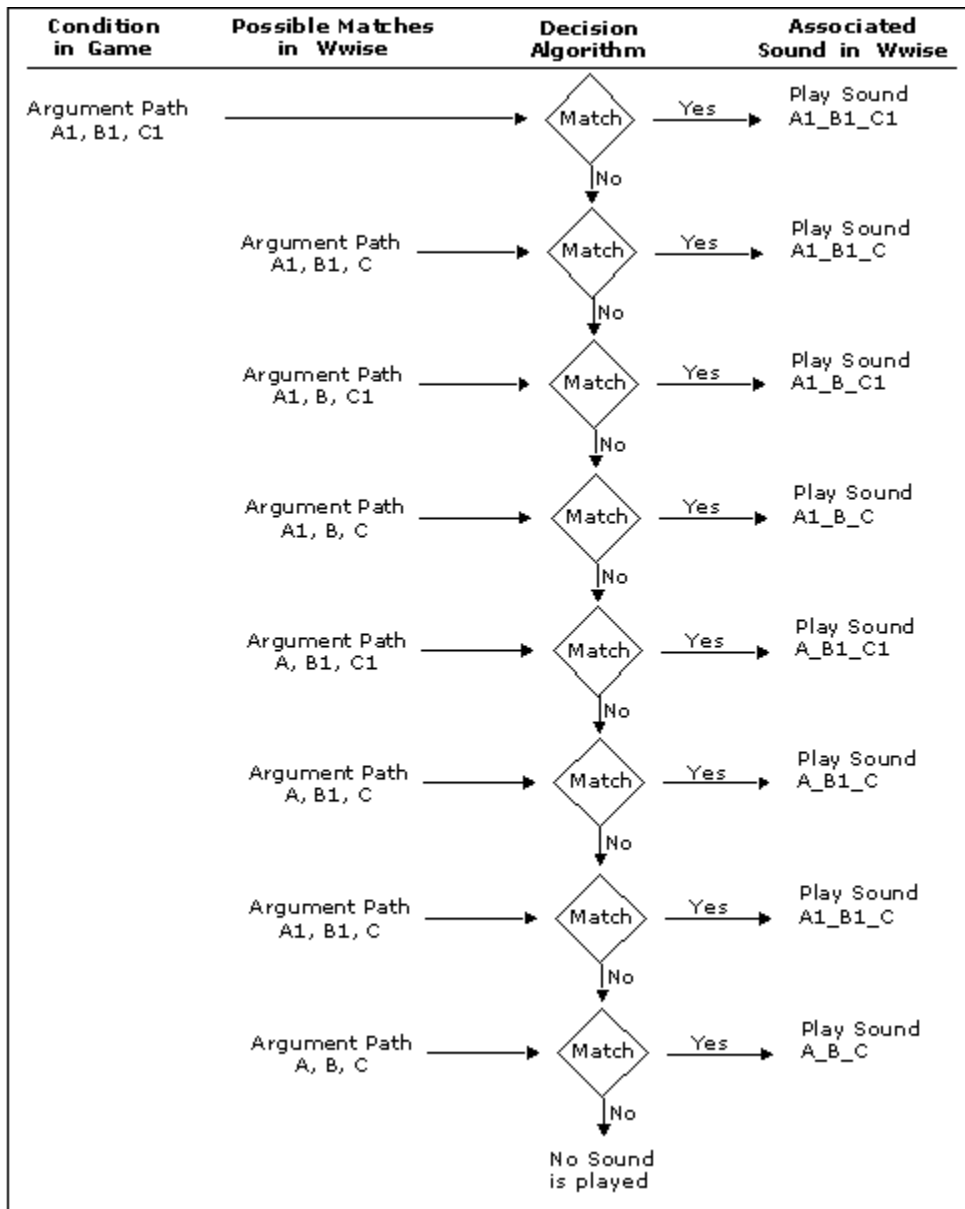 Condition in Game
Possible Matches in Wwise
Decision Algorithm
Associated Sound in Wwise
Argument Path
A1, B1, C1
Match
Yes
Play Sound
A1_B1_C1
No
Argument Path
A1, B1, C
Match
Yes
Play Sound
A1_B1_C
No
Argument Path
A1, B, C1
Match
Yes
Play Sound
A1_B_C1
No
Argument Path
A1, B, C
Match
Yes
Play Sound
A1_B_C
No
Argument Path
A, B1, C1
Match
Yes
Play Sound
A_B1_C1
No
Argument Path
A, B1, C
Match
Yes
Play Sound
A_B1_C
No
Argument Path
A1, B1, C
Match
Yes
Play Sound
A1_B1_C
No
Argument Path
A, B, C
Match
Yes
Play Sound
A_B_C
No
No Sound
is played